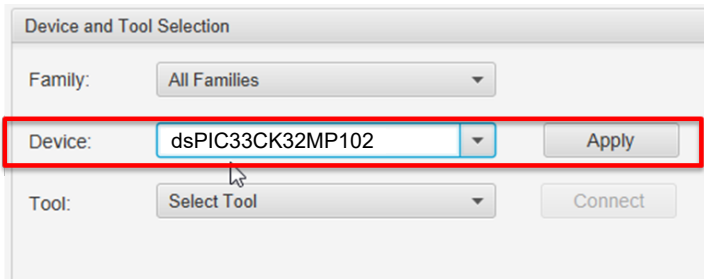 Device and Tool Selection
Family: All Families
Device: dsPIC33CK32MP102 Apply
Tool: Select Tool Connect